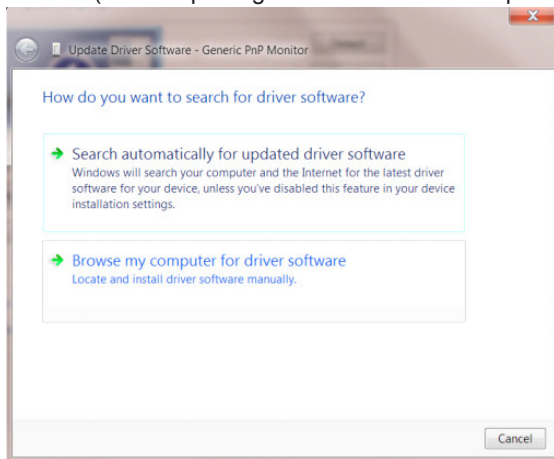 Update Driver Software - Generic PnP Monitor
How do you want to search for driver software?
Search automatically for updated driver software
Windows will search your computer and the Internet for the latest driver
software for your device, unless you've disabled this feature in your device
installation settings.
Browse my computer for driver software
Locate and install driver software manually.
Cancel